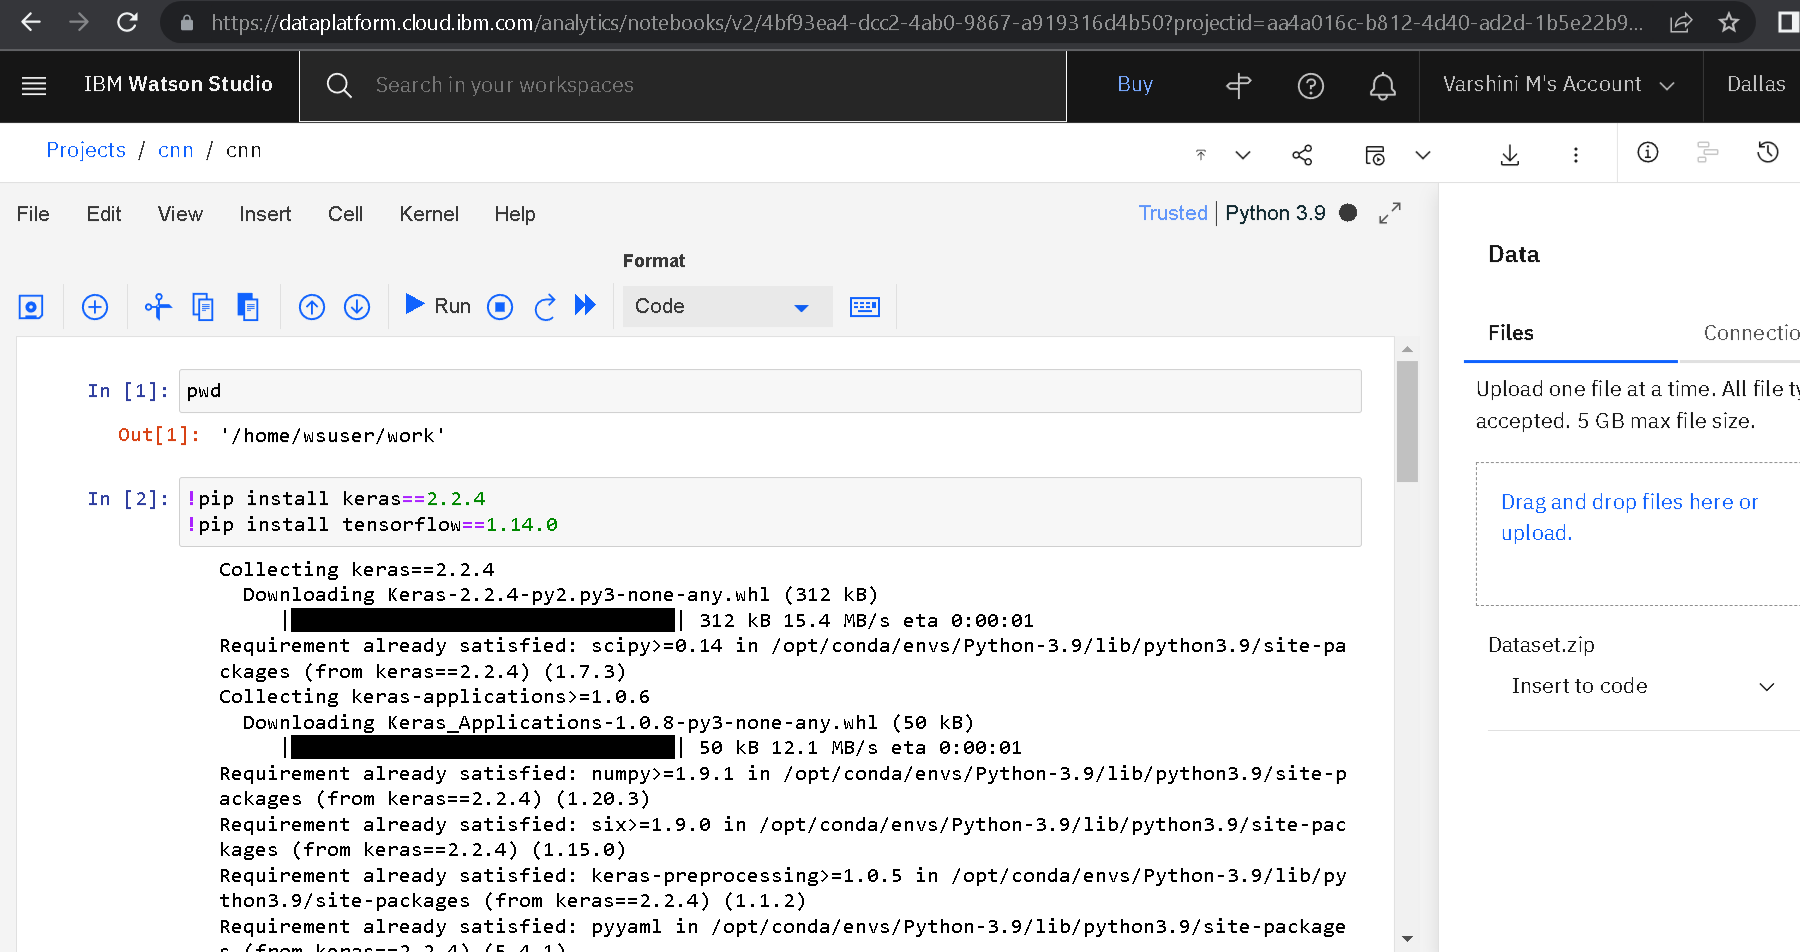 https://dataplatform.cloud.ibm.com/analytics/notebooks/v2/4bf93ea4-dcc2-4ab0-9867-a919316d4b50?projectid=aa4a016c-b812-4d40-ad2d-1b5e22b9...
IBM Watson Studio
Search in your workspaces
Buy
Varshini M's Account
Dallas
Projects / cnn / cnn
File Edit View Insert Cell Kernel Help
Trusted | Python 3.9
Format
Run
Code
In [1]: pwd
Out[1]: '/home/wsuser/work'
In [2]: !pip install keras==2.2.4
!pip install tensorflow==1.14.0
Collecting keras==2.2.4
Downloading Keras-2.2.4-py2.py3-none-any.whl (312 kB)
| | 312 kB 15.4 MB/s eta 0:00:01
Requirement already satisfied: scipy>=0.14 in /opt/conda/envs/Python-3.9/lib/python3.9/site-pa
ckages (from keras==2.2.4) (1.7.3)
Collecting keras-applications>=1.0.6
Downloading Keras_Applications-1.0.8-py3-none-any.whl (50 kB)
| | 50 kB 12.1 MB/s eta 0:00:01
Requirement already satisfied: numpy>=1.9.1 in /opt/conda/envs/Python-3.9/lib/python3.9/site-p
ackages (from keras==2.2.4) (1.20.3)
Requirement already satisfied: six>=1.9.0 in /opt/conda/envs/Python-3.9/lib/python3.9/site-pac
kages (from keras==2.2.4) (1.15.0)
Requirement already satisfied: keras-preprocessing>=1.0.5 in /opt/conda/envs/Python-3.9/lib/py
thon3.9/site-packages (from keras==2.2.4) (1.1.2)
Requirement already satisfied: pyyaml in /opt/conda/envs/Python-3.9/lib/python3.9/site-package
s (from keras==2.2.4) (5.4.1)
Data
Files
Connectio
Upload one file at a time. All file ty
accepted. 5 GB max file size.
Drag and drop files here or
upload.
Dataset.zip
Insert to code